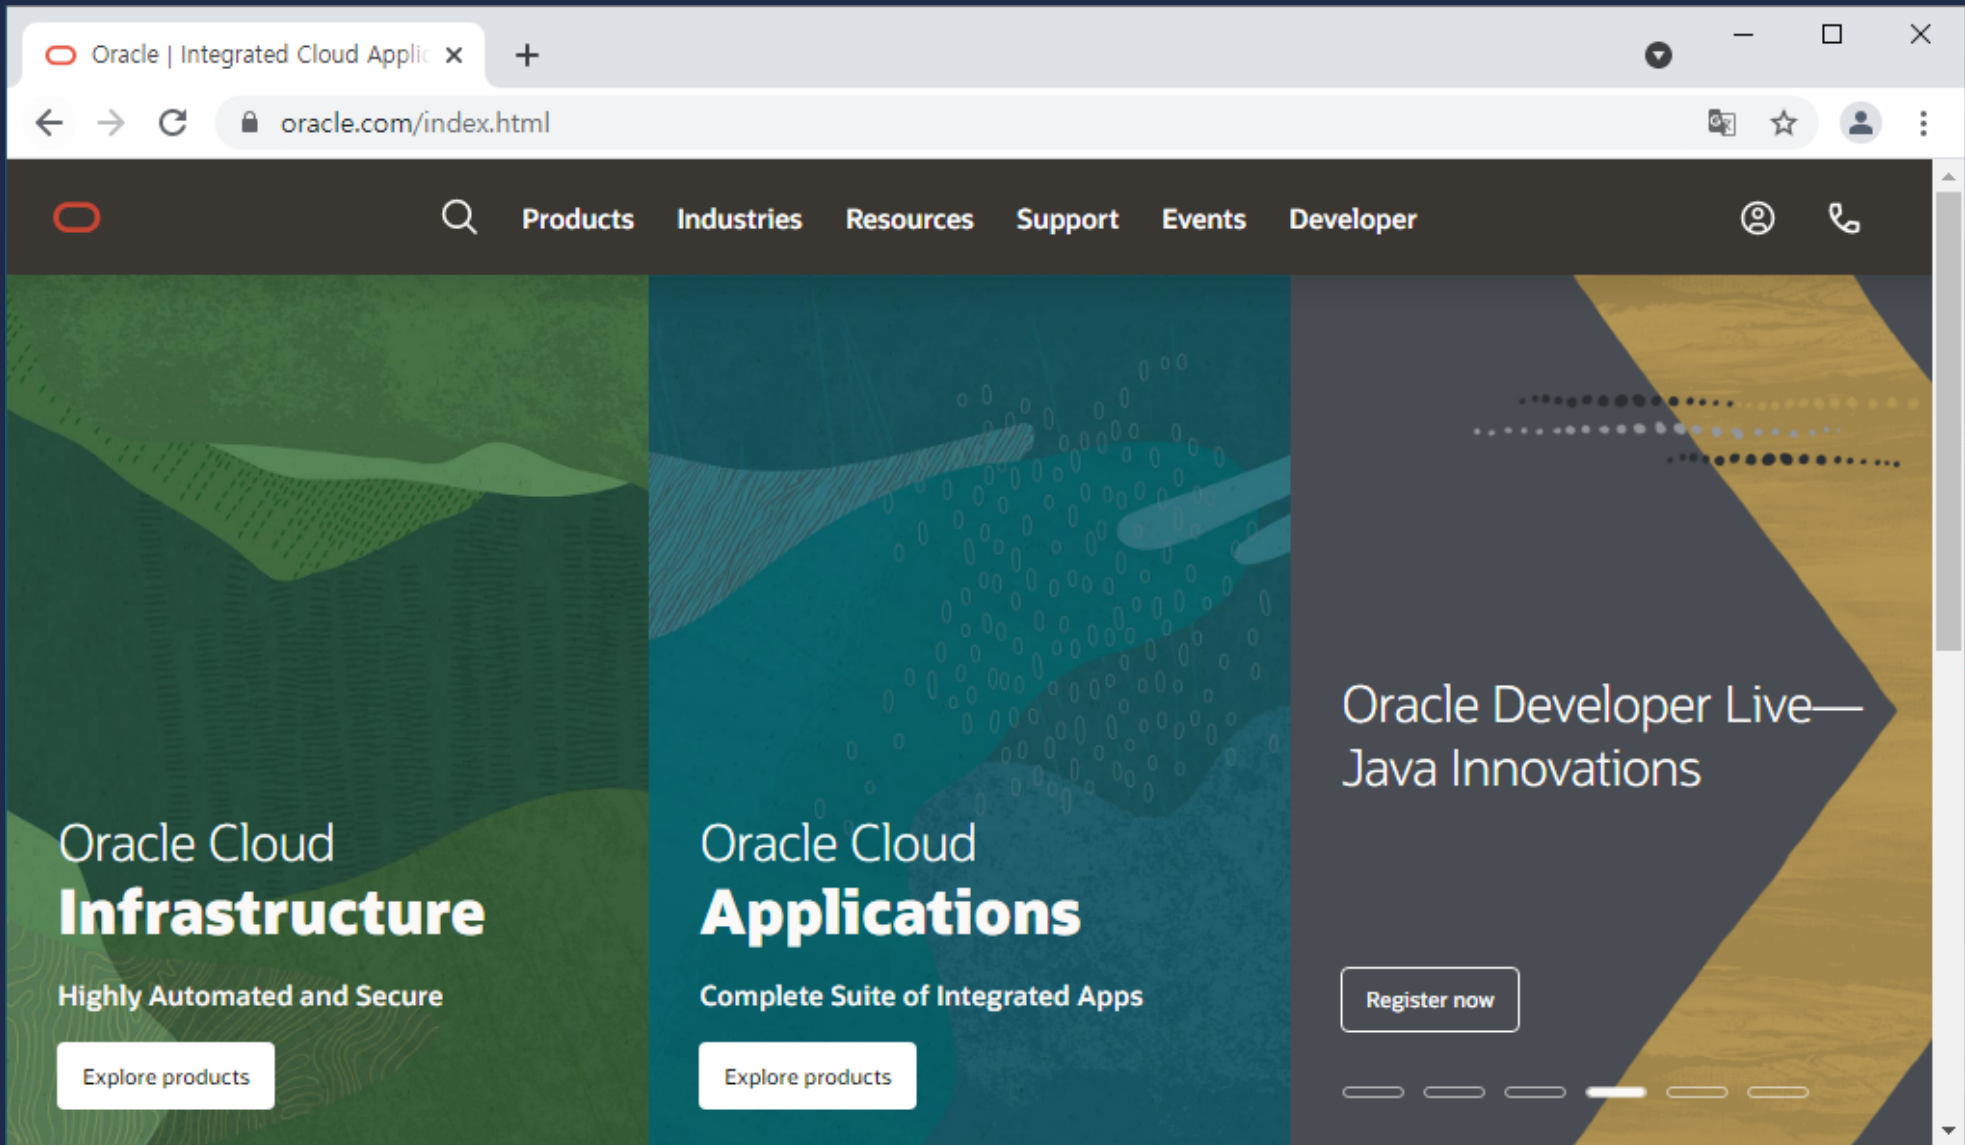 Oracle | Integrated Cloud Applic
oracle.com/index.html
Products Industries Resources Support Events Developer
Oracle Cloud
Infrastructure
Highly Automated and Secure
Explore products
Oracle Cloud
Applications
Complete Suite of Integrated Apps
Explore products
Oracle Developer Live—
Java Innovations
Register now